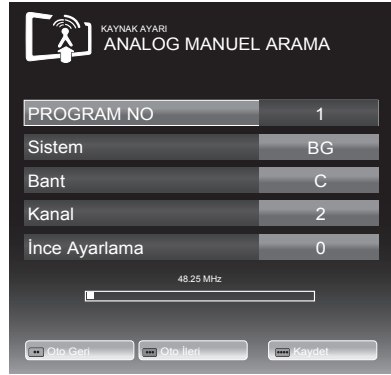 KAYNAK AYARI
ANALOG MANUEL ARAMA
PROGRAM NO 1
Sistem BG
Bant C
Kanal 2
İnce Ayarlama 0
48.25 MHz
Oto Geri Oto İleri Kaydet